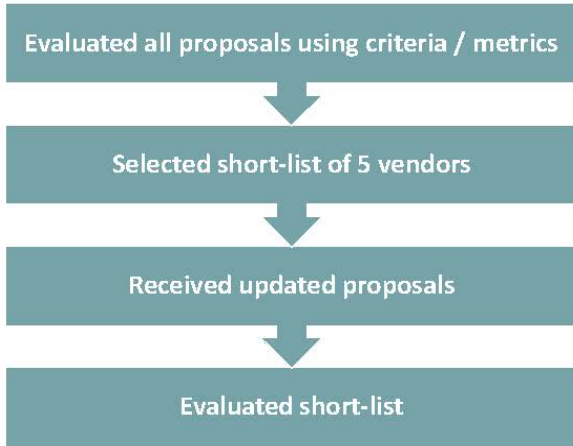 Evaluated all proposals using criteria / metrics
Selected short-list of 5 vendors
Received updated proposals
Evaluated short-list